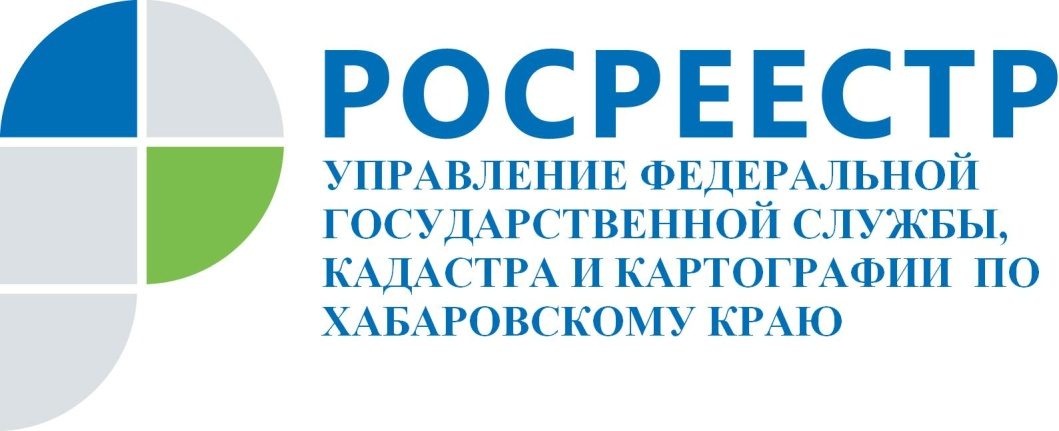 РОСРЕЕСТР
УПРАВЛЕНИЕ ФЕДЕРАЛЬНОЙ
ГОСУДАРСТВЕННОЙ СЛУЖБЫ,
КАДАСТРА И КАРТОГРАФИИ ПО
ХАБАРОВСКОМУ КРАЮ